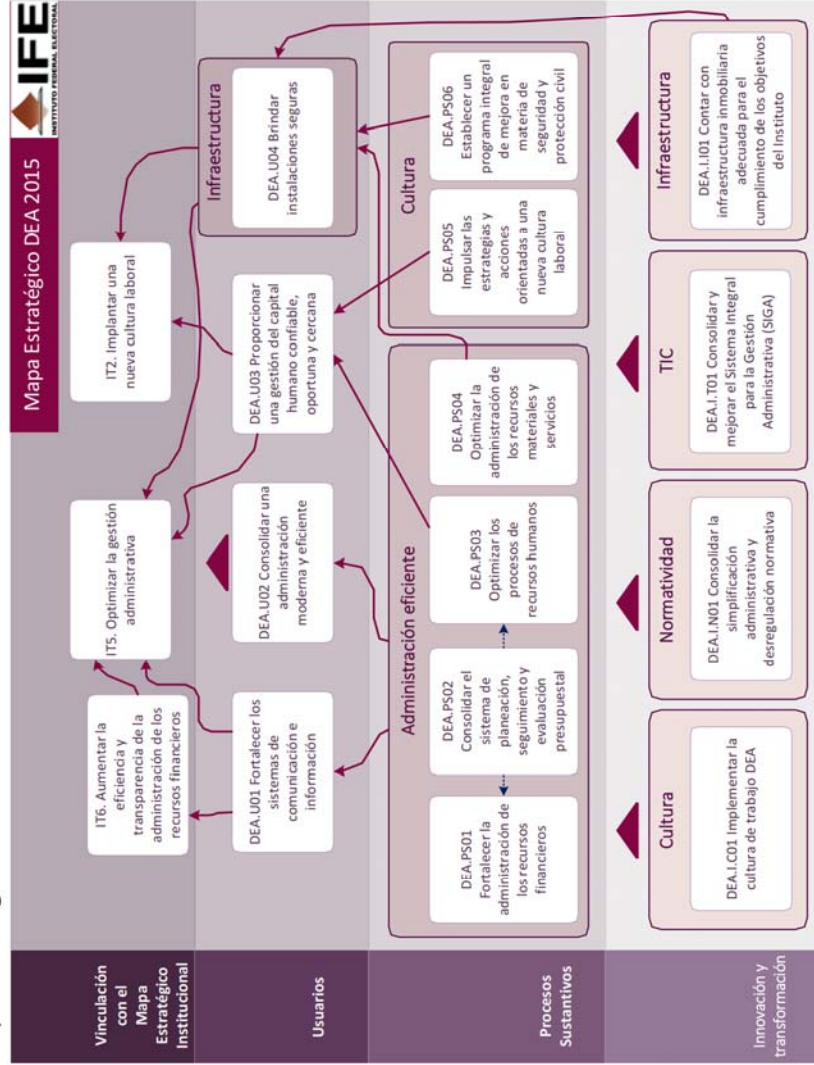 Mapa Estratégico DEA 2015
IFE
INSTITUTO FEDERAL ELECTORAL
Vinculación
con el
Mapa
Estratégico
Institucional
IT6. Aumentar la
eficiencia y
transparencia de la
administración de los
recursos financieros
IT5. Optimizar la gestión
administrativa
IT2. Implantar una
nueva cultura laboral
Usuarios
DEA.U01 Fortalecer los
sistemas de
comunicación e
información
DEA.U02 Consolidar una
administración
moderna y eficiente
DEA.U03 Proporcionar
una gestión del capital
humano confiable,
oportuna y cercana
Infraestructura
DEA.U04 Brindar
instalaciones seguras
Procesos
Sustantivos
Administración eficiente
DEA.PS01
Fortalecer la
administración de
los recursos
financieros
DEA.PS02
Consolidar el
sistema de
planeación,
seguimiento y
evaluación
presupuestal
DEA.PS03
Optimizar los
procesos de
recursos humanos
DEA.PS04
Optimizar la
administración de
los recursos
materiales y
servicios
Cultura
DEA.PS05
Impulsar las
estrategias y
acciones
orientadas a una
nueva cultura
laboral
DEA.PS06
Establecer un
programa integral
de mejora en
materia de
seguridad y
protección civil
Innovación y
transformación
Cultura
DEA.I.C01 Implementar la
cultura de trabajo DEA
Normatividad
DEA.I.N01 Consolidar la
simplificación
administrativa y
desregulación normativa
TIC
DEA.I.T01 Consolidar y
mejorar el Sistema Integral
para la Gestión
Administrativa (SIGA)
Infraestructura
DEA.I.I01 Contar con
infraestructura inmobiliaria
adecuada para el
cumplimiento de los objetivos
del Instituto